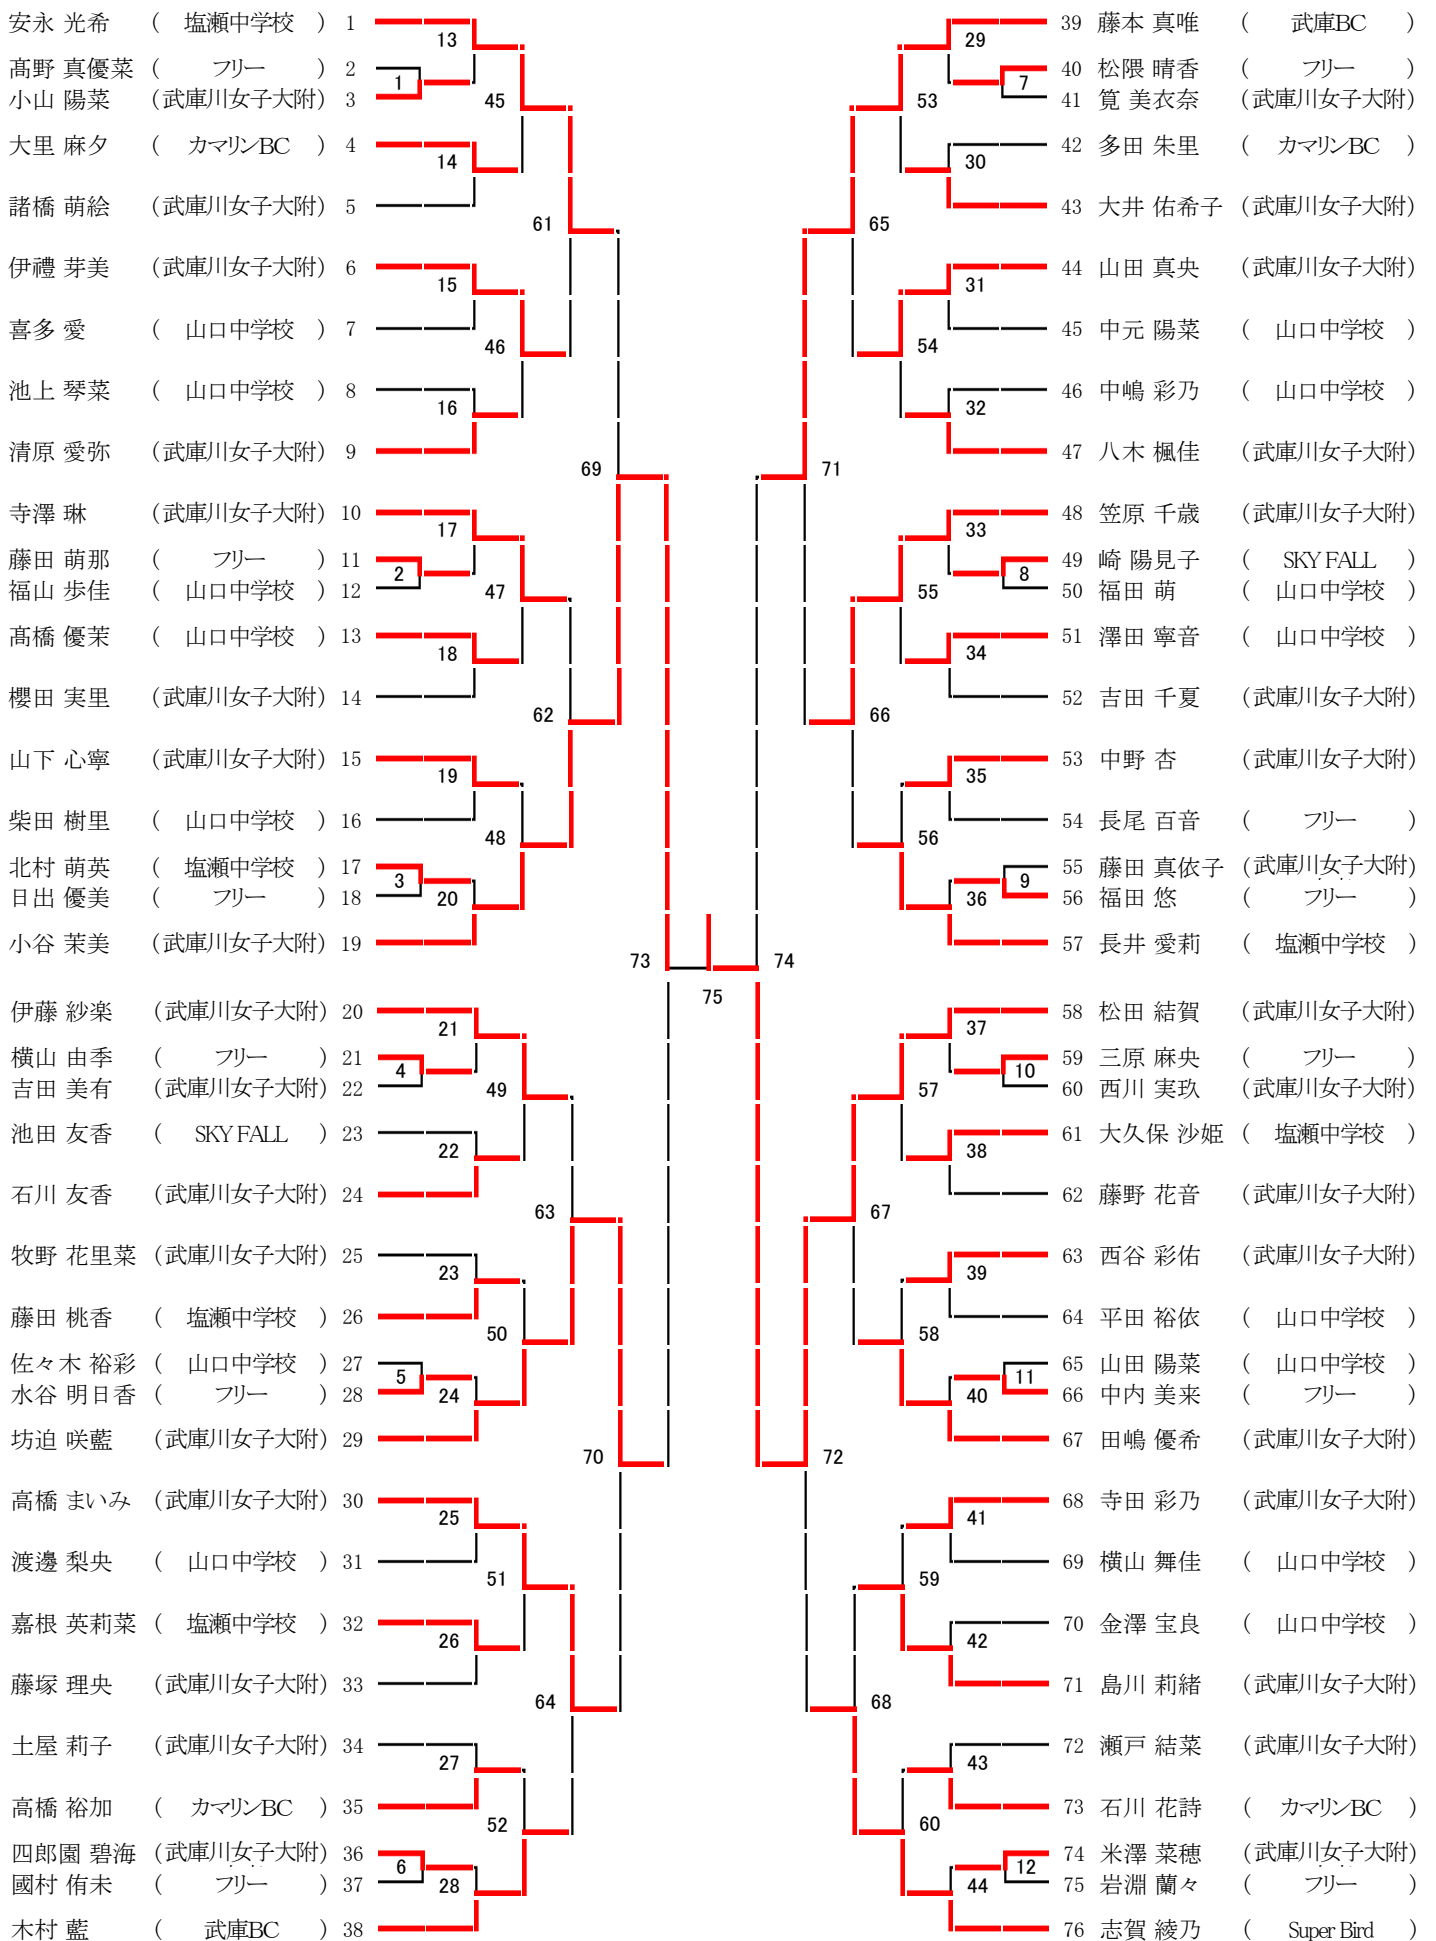 安永 光希 ( 塩瀬中学校 ) 1
髙野 真優菜 ( フリー ) 2
小山 陽菜 (武庫川女子大附) 3
大里 麻夕 ( カマリンBC ) 4
諸橋 萌絵 (武庫川女子大附) 5
伊禮 芽美 (武庫川女子大附) 6
喜多 愛 ( 山口中学校 ) 7
池上 琴菜 ( 山口中学校 ) 8
清原 愛弥 (武庫川女子大附) 9
寺澤 琳 (武庫川女子大附) 10
藤田 萌那 ( フリー ) 11
福山 歩佳 ( 山口中学校 ) 12
髙橋 優茉 ( 山口中学校 ) 13
櫻田 実里 (武庫川女子大附) 14
山下 心寧 (武庫川女子大附) 15
柴田 樹里 ( 山口中学校 ) 16
北村 萌英 ( 塩瀬中学校 ) 17
日出 優美 ( フリー ) 18
小谷 茉美 (武庫川女子大附) 19
伊藤 紗楽 (武庫川女子大附) 20
横山 由季 ( フリー ) 21
吉田 美有 (武庫川女子大附) 22
池田 友香 ( SKY FALL ) 23
石川 友香 (武庫川女子大附) 24
牧野 花里菜 (武庫川女子大附) 25
藤田 桃香 ( 塩瀬中学校 ) 26
佐々木 裕彩 ( 山口中学校 ) 27
水谷 明日香 ( フリー ) 28
坊迫 咲藍 (武庫川女子大附) 29
高橋 まいみ (武庫川女子大附) 30
渡邊 梨央 ( 山口中学校 ) 31
嘉根 英莉菜 ( 塩瀬中学校 ) 32
藤塚 理央 (武庫川女子大附) 33
土屋 莉子 (武庫川女子大附) 34
高橋 裕加 ( カマリンBC ) 35
四郎園 碧海 (武庫川女子大附) 36
國村 侑未 ( フリー ) 37
木村 藍 ( 武庫BC ) 38
13
1
45
14
61
15
46
16
69
17
2
47
18
62
19
48
3
20
73
21
4
49
22
63
23
50
5
24
70
25
51
26
64
27
52
6
28
75
29
7
53
30
65
31
54
32
71
33
8
55
34
66
35
56
9
36
74
37
10
57
38
67
39
58
11
40
72
41
59
42
68
43
60
12
44
39 藤本 真唯 ( 武庫BC )
40 松隈 晴香 ( フリー )
41 筧 美衣奈 (武庫川女子大附)
42 多田 朱里 ( カマリンBC )
43 大井 佑希子 (武庫川女子大附)
44 山田 真央 (武庫川女子大附)
45 中元 陽菜 ( 山口中学校 )
46 中嶋 彩乃 ( 山口中学校 )
47 八木 楓佳 (武庫川女子大附)
48 笠原 千歳 (武庫川女子大附)
49 崎 陽見子 ( SKY FALL )
50 福田 萌 ( 山口中学校 )
51 澤田 寧音 ( 山口中学校 )
52 吉田 千夏 (武庫川女子大附)
53 中野 杏 (武庫川女子大附)
54 長尾 百音 ( フリー )
55 藤田 真依子 (武庫川女子大附)
56 福田 悠 ( フリー )
57 長井 愛莉 ( 塩瀬中学校 )
58 松田 結賀 (武庫川女子大附)
59 三原 麻央 ( フリー )
60 西川 実玖 (武庫川女子大附)
61 大久保 沙姫 ( 塩瀬中学校 )
62 藤野 花音 (武庫川女子大附)
63 西谷 彩佑 (武庫川女子大附)
64 平田 裕依 ( 山口中学校 )
65 山田 陽菜 ( 山口中学校 )
66 中内 美来 ( フリー )
67 田嶋 優希 (武庫川女子大附)
68 寺田 彩乃 (武庫川女子大附)
69 横山 舞佳 ( 山口中学校 )
70 金澤 宝良 ( 山口中学校 )
71 島川 莉緒 (武庫川女子大附)
72 瀬戸 結菜 (武庫川女子大附)
73 石川 花詩 ( カマリンBC )
74 米澤 菜穂 (武庫川女子大附)
75 岩淵 蘭々 ( フリー )
76 志賀 綾乃 ( Super Bird )